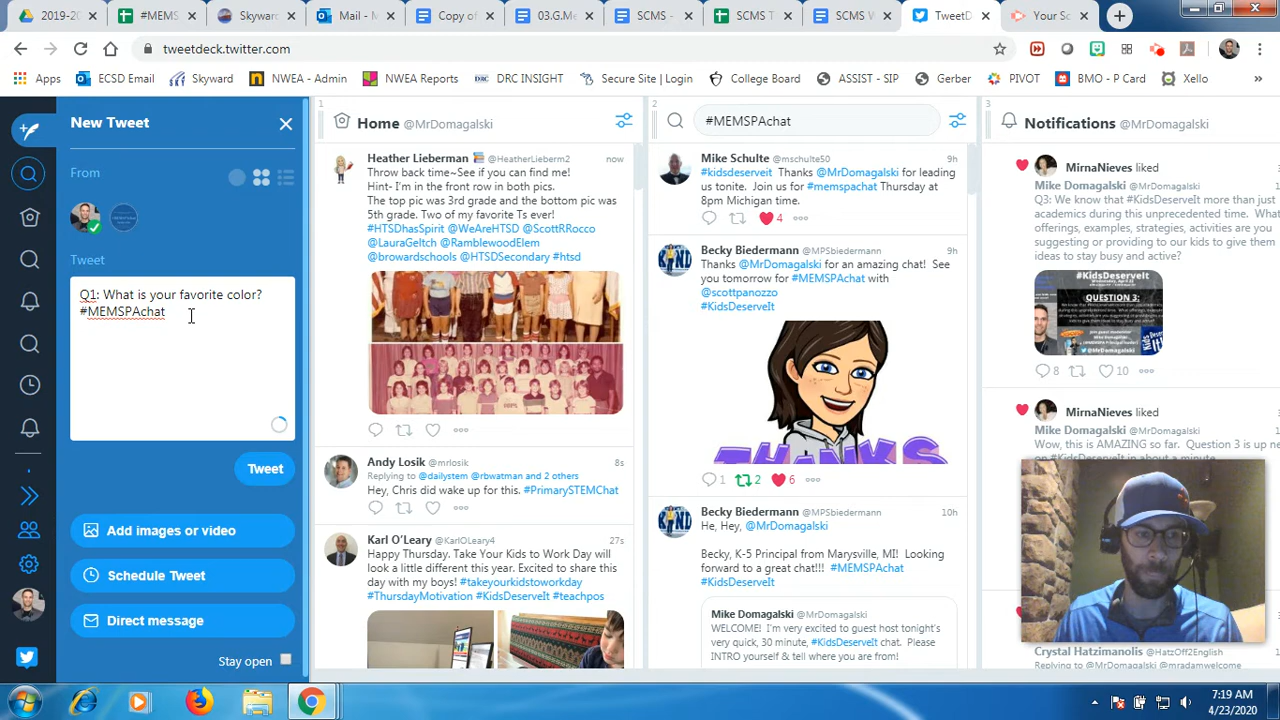 2019-202
#MEMS
Skyward
Mail - M
Copy of
03.G.Me
SCMS -
SCMS T
SCMS W
TweetD
Your Sc
tweetdeck.twitter.com
Apps
ECSD Email
Skyward
NWEA - Admin
NWEA Reports
DRC INSIGHT
Secure Site | Login
College Board
ASSIST - SIP
Gerber
PIVOT
BMO - P Card
Xello
»
New Tweet
From
Tweet
Q1: What is your favorite color?
#MEMSPAchat
Tweet
Add images or video
Schedule Tweet
Direct message
Stay open
1
Home @MrDomagalski
Heather Lieberman @HeatherLieberm2 now
Throw back time~See if you can find me!
Hint- I'm in the front row in both pics.
The top pic was 3rd grade and the bottom pic was
5th grade. Two of my favorite Ts ever!
#HTSDhasSpirit @WeAreHTSD @ScottRRocco
@LauraGeltch @RamblewoodElem
@browardschools @HTSDSecondary #htsd
Andy Losik @mrlosik 8s
Replying to @dailystem @rbwatman and 2 others
Hey, Chris did wake up for this. #PrimarySTEMChat
Karl O'Leary @KarlOLeary4 27s
Happy Thursday. Take Your Kids to Work Day will
look a little different this year. Excited to share this
day with my boys! #takeyourkidstowork
#ThursdayMotivation #KidsDeserveIt #teachpos
2
#MEMSPAchat
Mike Schulte @mschulte50 9h
#kidsdeserveit Thanks @MrDomagalski for leading
us tonite. Join us for #memspachat Thursday at
8pm Michigan time.
4
Becky Biedermann @MPSbiedermann 9h
Thanks @MrDomagalski for an amazing chat! See
you tomorrow for #MEMSPAchat with
@scottpanozzo
#KidsDeserveIt
KIND
THANKS
1 2 6
Becky Biedermann @MPSbiedermann 10h
He, Hey, @MrDomagalski
Becky, K-5 Principal from Marysville, MI! Looking
forward to a great chat!!! #MEMSPAchat
#KidsDeserveIt
KIND
Mike Domagalski @MrDomagalski
WELCOME! I'm very excited to guest host tonight's
very quick, 30 minute, #KidsDeserveIt chat. Please
INTRO yourself & tell where you are from!
3
Notifications @MrDomagalski
MirnaNieves liked
Mike Domagalski @MrDomagalski
Q3: We know that #KidsDeserveIt more than just
academics during this unprecedented time. What
offerings, examples, strategies, activities are you
suggesting or providing to our kids to give them
ideas to stay busy and active?
#KidsDeserveIt
QUESTION 3:
@MrDomagalski
8 10
MirnaNieves liked
Mike Domagalski @MrDomagalski
Wow, this is AMAZING so far. Question 3 is up ne
Crystal Hatzimanolis @HatzOff2English
Replying to @MrDomagalski @mradamwelcome
7:19 AM
4/23/2020